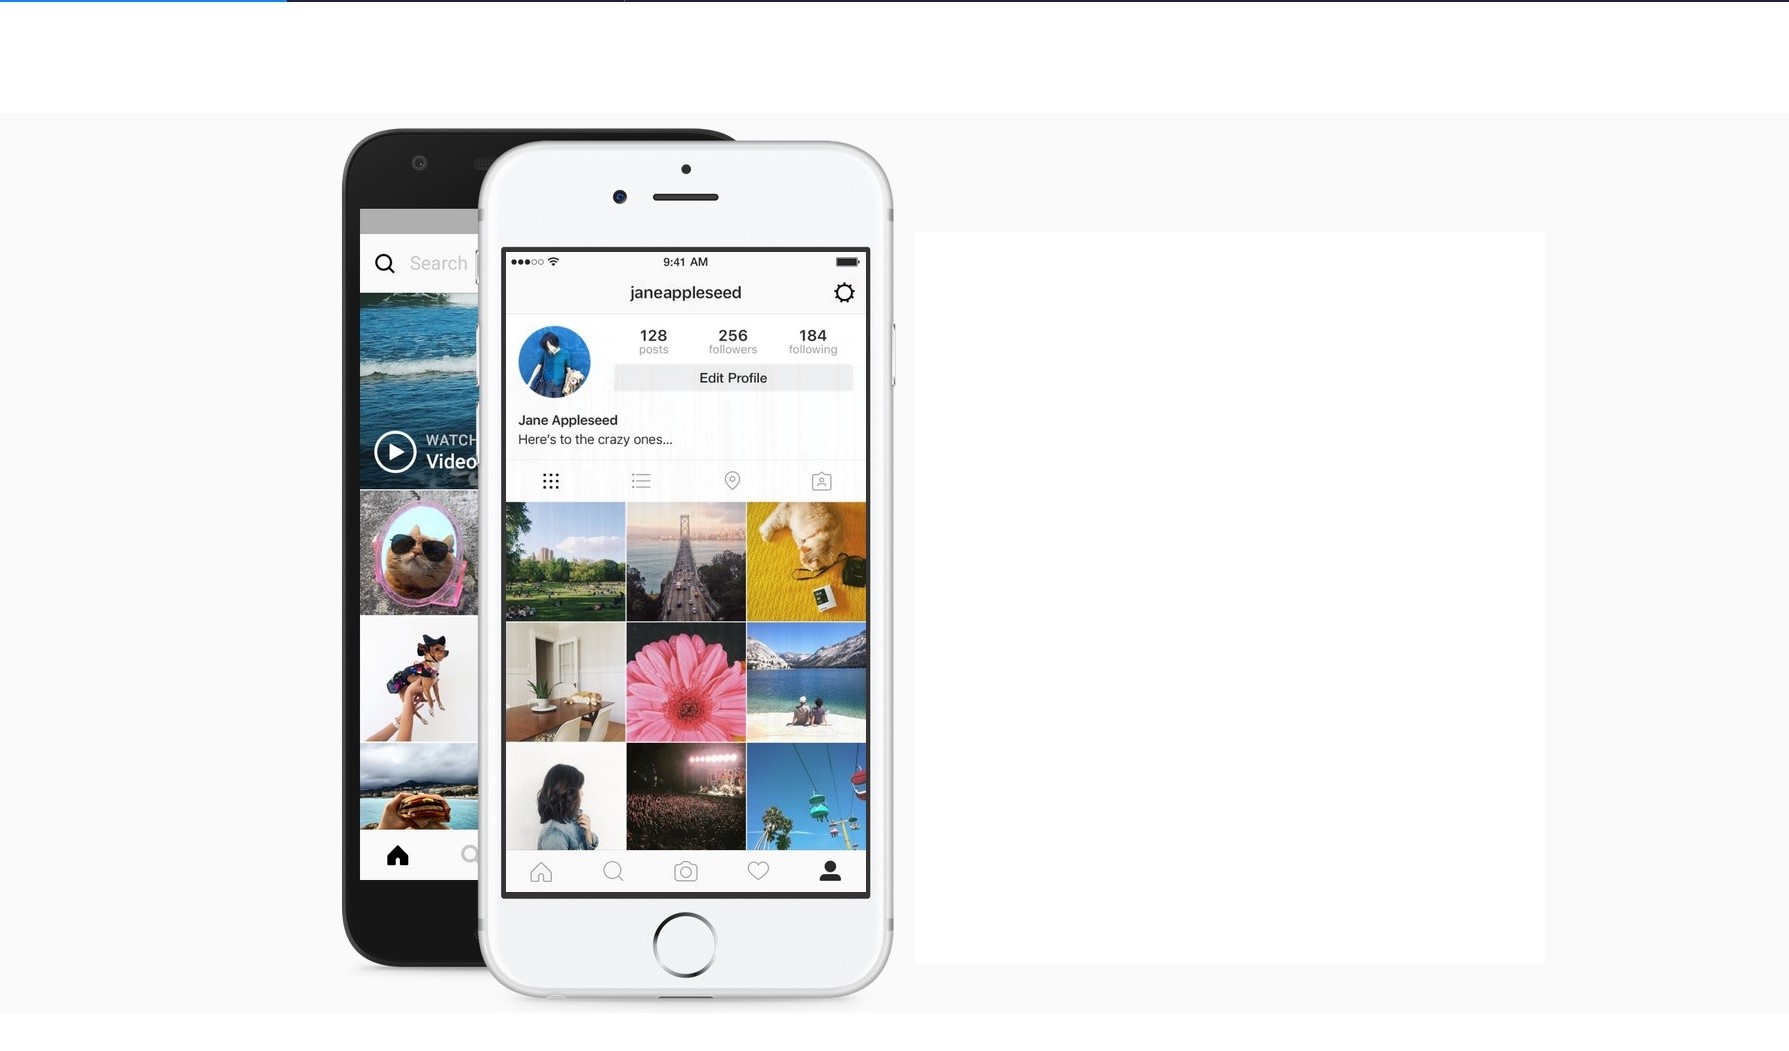 Search
WATCH
Video
9:41 AM
janeappleseed
128 256 184
posts followers following
Edit Profile
Jane Appleseed
Here's to the crazy ones...